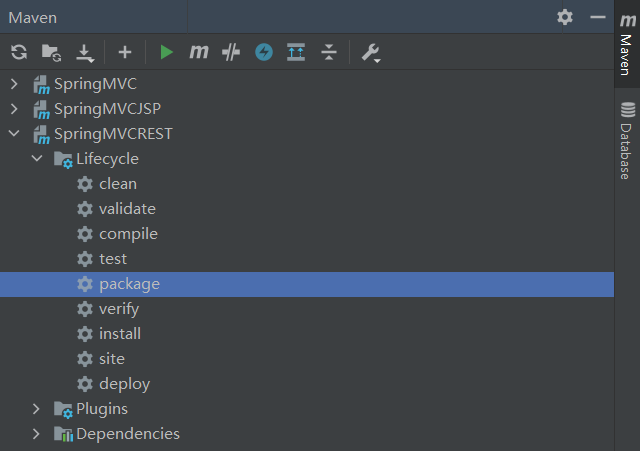 Maven
SpringMVC
SpringMVCJSP
SpringMVCREST
Lifecycle
clean
validate
compile
test
package
verify
install
site
deploy
Plugins
Dependencies
Maven
Database